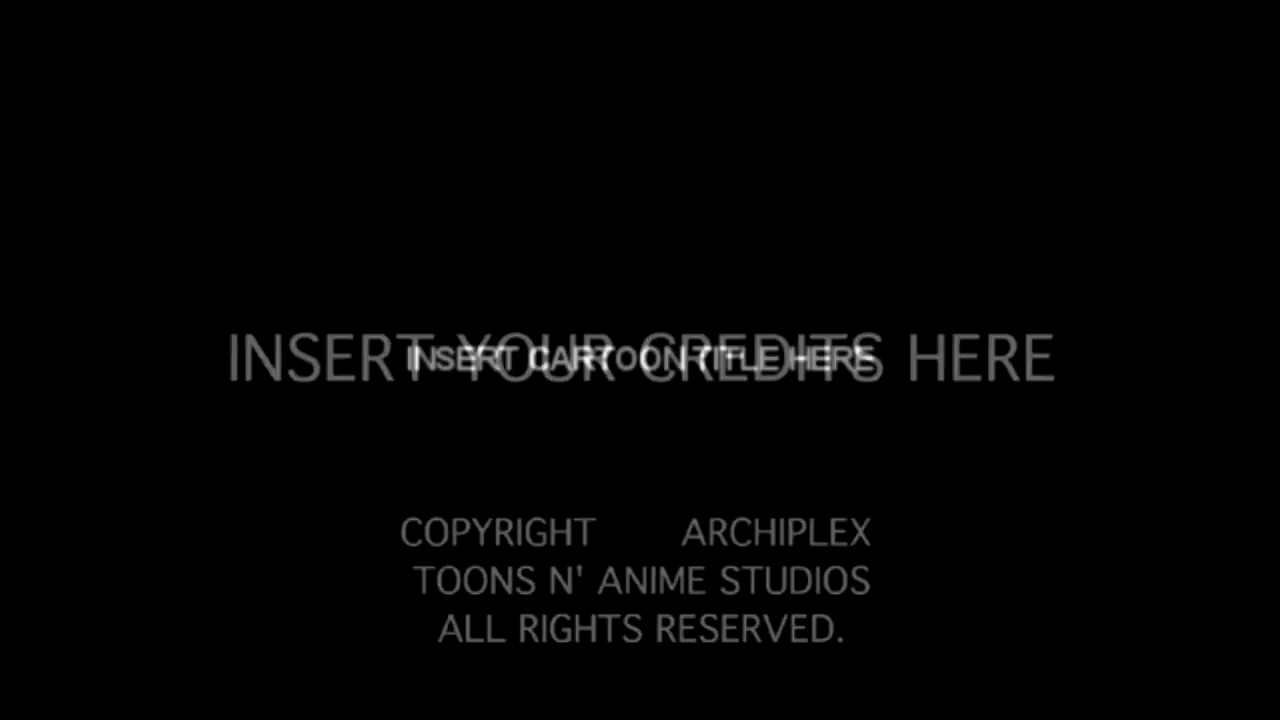 INSERT YOUR CREDITS HERE
INSERT CARTOON TITLE HERE
COPYRIGHT ARCHIPLEX
TOONS N' ANIME STUDIOS
ALL RIGHTS RESERVED.